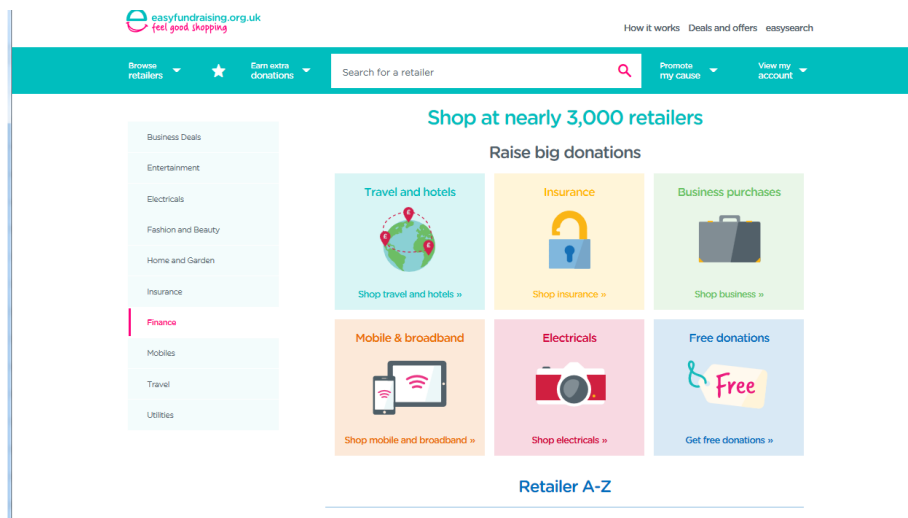 easyfundraising.org.uk
feel good shopping
How it works Deals and offers easysearch
Browse
retailers
Earn extra
donations
Search for a retailer
Promote
my cause
View my
account
Business Deals
Entertainment
Electricals
Fashion and Beauty
Home and Garden
Insurance
Finance
Mobiles
Travel
Utilities
Shop at nearly 3,000 retailers
Raise big donations
Travel and hotels
£
£
£
Shop travel and hotels »
Insurance
Shop insurance »
Business purchases
Shop business »
Mobile & broadband
Shop mobile and broadband »
Electricals
Shop electricals »
Free donations
Free
Get free donations »
Retailer A-Z